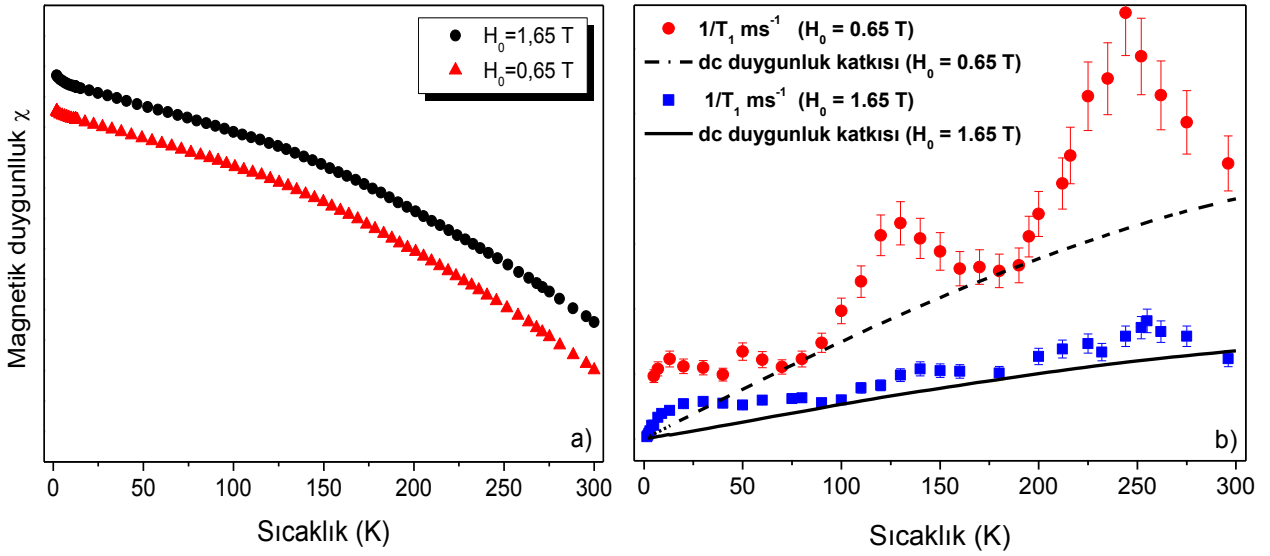 Magnetik duygunlluk χ
H₀=1,65 T
H₀=0,65 T
a)
0 50 100 150 200 250 300
Sıcaklık (K)
1/T₁ ms⁻¹ (H₀ = 0.65 T)
dc duygunluk katkısı (H₀ = 0.65 T)
1/T₁ ms⁻¹ (H₀ = 1.65 T)
dc duygunluk katkısı (H₀ = 1.65 T)
b)
0 50 100 150 200 250 300
Sıcaklık (K)